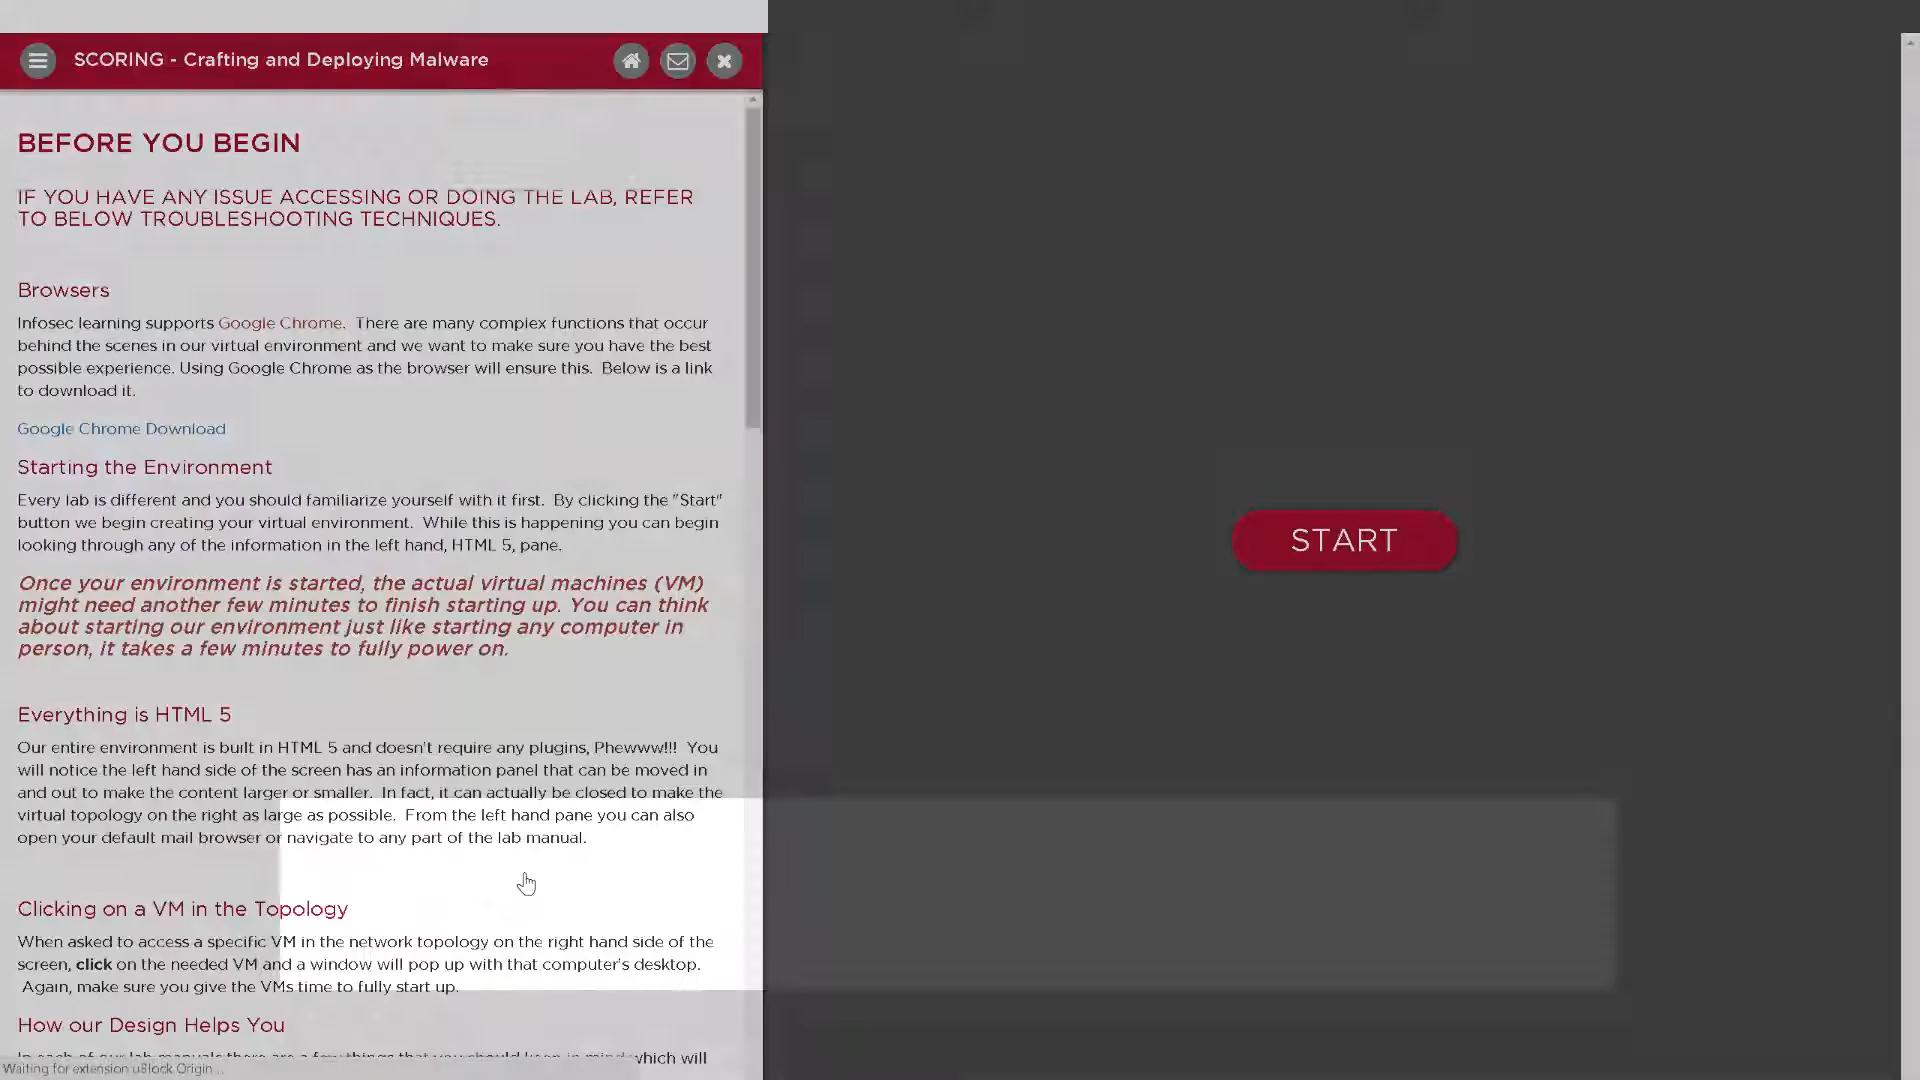 SCORING - Crafting and Deploying Malware
BEFORE YOU BEGIN
IF YOU HAVE ANY ISSUE ACCESSING OR DOING THE LAB, REFER
TO BELOW TROUBLESHOOTING TECHNIQUES.
Browsers
Infosec learning supports Google Chrome.  There are many complex functions that occur
behind the scenes in our virtual environment and we want to make sure you have the best
possible experience. Using Google Chrome as the browser will ensure this.  Below is a link
to download it.
Google Chrome Download
Starting the Environment
Every lab is different and you should familiarize yourself with it first.  By clicking the "Start"
button we begin creating your virtual environment.  While this is happening you can begin
looking through any of the information in the left hand, HTML 5, pane.
Once your environment is started, the actual virtual machines (VM)
might need another few minutes to finish starting up. You can think
about starting our environment just like starting any computer in
person, it takes a few minutes to fully power on.
START
Everything is HTML 5
Our entire environment is built in HTML 5 and doesn't require any plugins, Phewww!!!  You
will notice the left hand side of the screen has an information panel that can be moved in
and out to make the content larger or smaller.  In fact, it can actually be closed to make the
virtual topology on the right as large as possible.  From the left hand pane you can also
open your default mail browser or navigate to any part of the lab manual.
Clicking on a VM in the Topology
When asked to access a specific VM in the network topology on the right hand side of the
screen, click on the needed VM and a window will pop up with that computer's desktop.
Again, make sure you give the VMs time to fully start up.
How our Design Helps You
In each of our lab manuals there are a few things that you should keep in mind which will
Waiting for extension uBlock Origin...